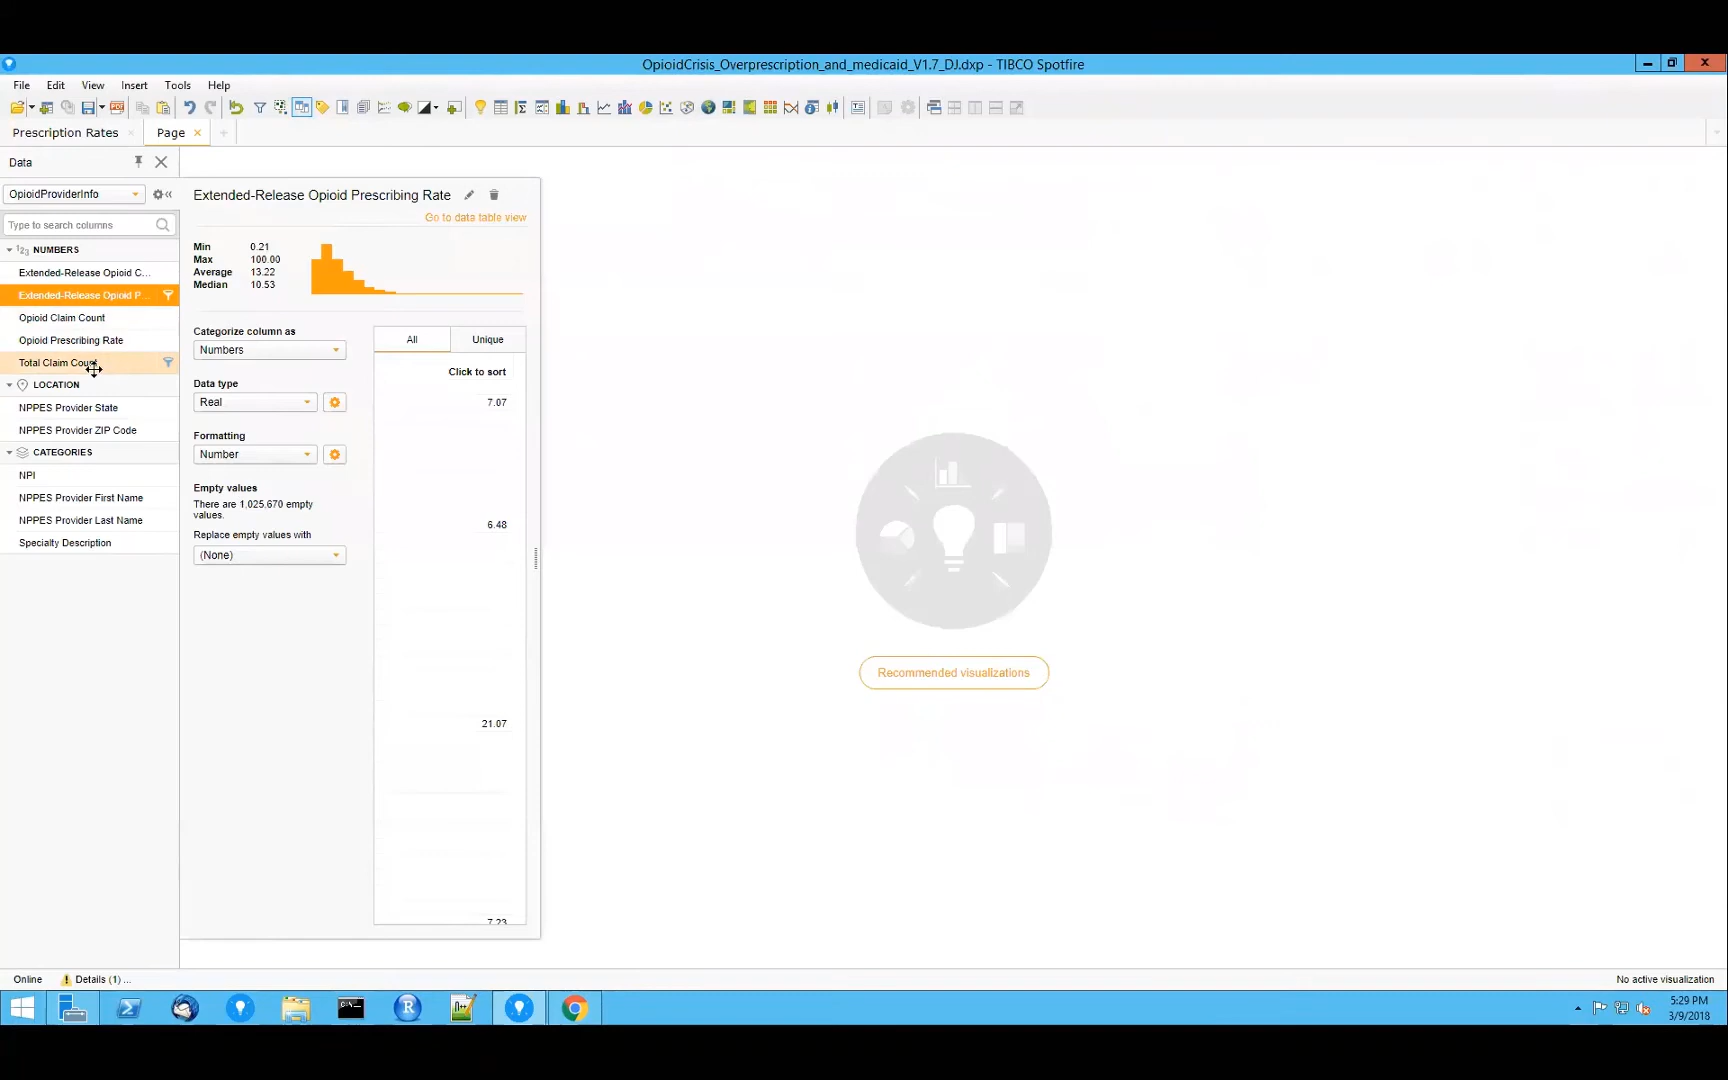 OpioidCrisis_Overprescription_and_medicaid_V1.7_DJ.dxp - TIBCO Spotfire
File Edit View Insert Tools Help
Prescription Rates Page
Data
OpioidProviderInfo
Type to search columns
NUMBERS
Extended-Release Opioid C...
Extended-Release Opioid P...
Opioid Claim Count
Opioid Prescribing Rate
Total Claim Count
LOCATION
NPPES Provider State
NPPES Provider ZIP Code
CATEGORIES
NPI
NPPES Provider First Name
NPPES Provider Last Name
Specialty Description
Extended-Release Opioid Prescribing Rate
Go to data table view
Min 0.21
Max 100.00
Average 13.22
Median 10.53
Categorize column as
Numbers
Data type
Real
Formatting
Number
Empty values
There are 1,025,670 empty
values.
Replace empty values with
(None)
All Unique
Click to sort
7.07
6.48
21.07
7.23
Recommended visualizations
Online Details (1) ...
No active visualization
5:29 PM
3/9/2018